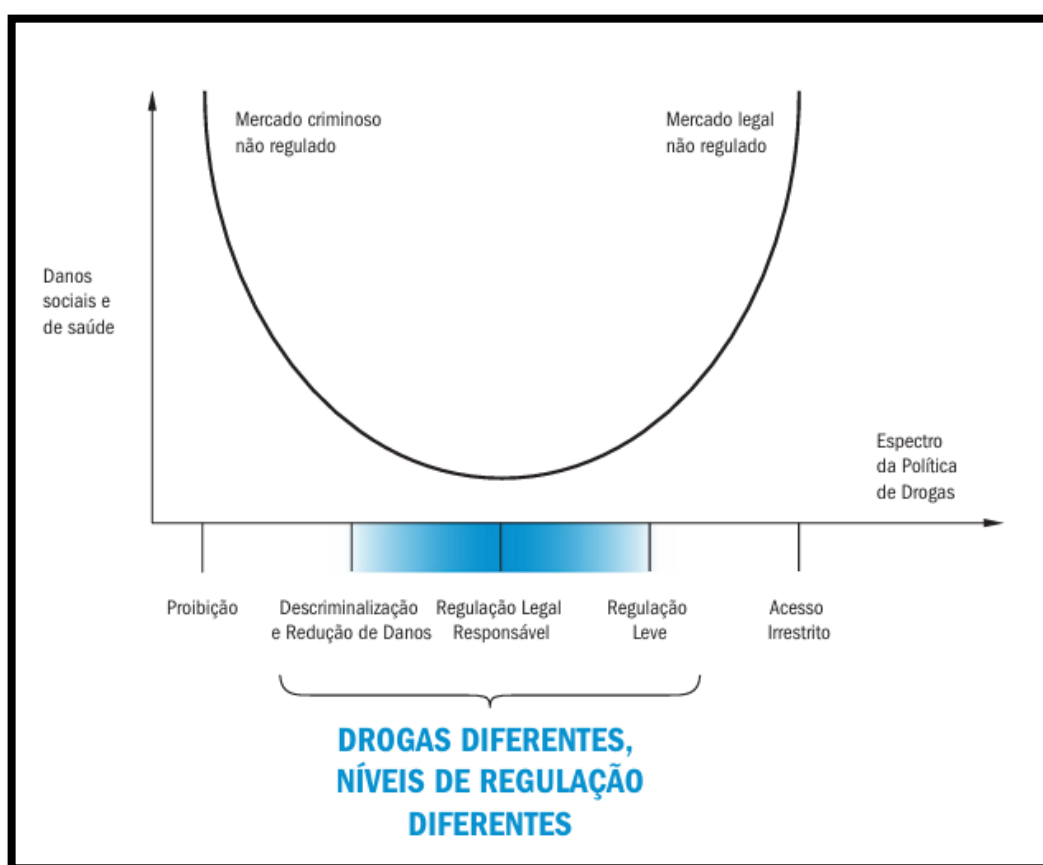 Mercado criminoso
não regulado
Mercado legal
não regulado
Danos
sociais e
de saúde
Espectro
da Política
de Drogas
Proibição
Descriminalização
e Redução de Danos
Regulação Legal
Responsável
Regulação
Leve
Acesso
Irrestrito
DROGAS DIFERENTES,
NÍVEIS DE REGULAÇÃO
DIFERENTES